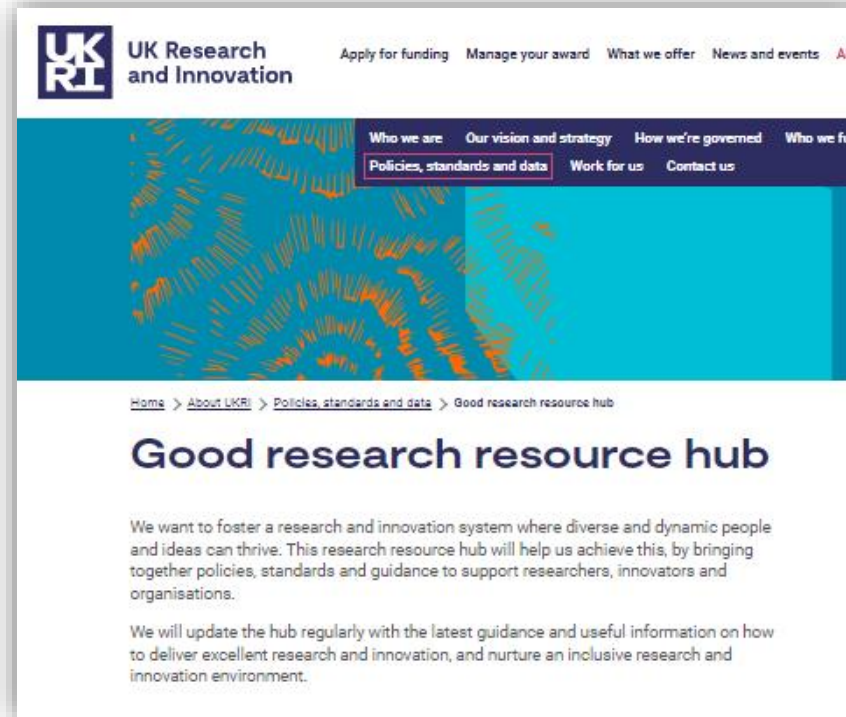 UK
RI
UK Research
and Innovation
Apply for funding Manage your award What we offer News and events
Who we are Our vision and strategy How we're governed Who we
Policies, standards and data Work for us Contact us
Home > About UKRI > Policies, standards and data > Good research resource hub
Good research resource hub
We want to foster a research and innovation system where diverse and dynamic people
and ideas can thrive. This research resource hub will help us achieve this, by bringing
together policies, standards and guidance to support researchers, innovators and
organisations.
We will update the hub regularly with the latest guidance and useful information on how
to deliver excellent research and innovation, and nurture an inclusive research and
innovation environment.